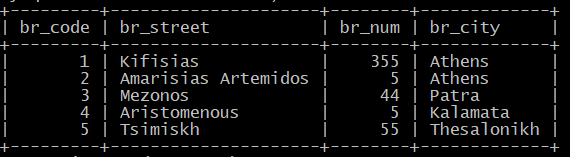 br_code | br_street | br_num | br_city
1 | Kifisias | 355 | Athens
2 | Amarisias Artemidos | 5 | Athens
3 | Mezonos | 44 | Patra
4 | Aristomenous | 5 | Kalamata
5 | Tsimiskh | 55 | Thesalonikh